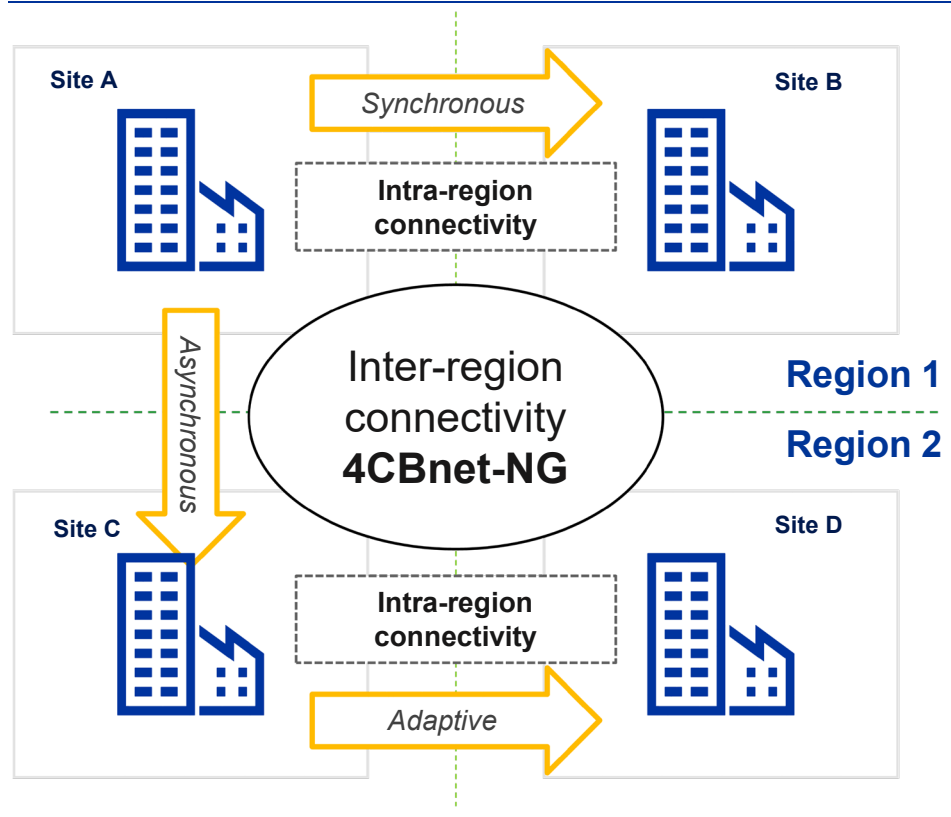 Site A
Synchronous
Site B
Intra-region
connectivity
Asynchronous
Inter-region
connectivity
4CBnet-NG
Region 1
Region 2
Site C
Site D
Intra-region
connectivity
Adaptive